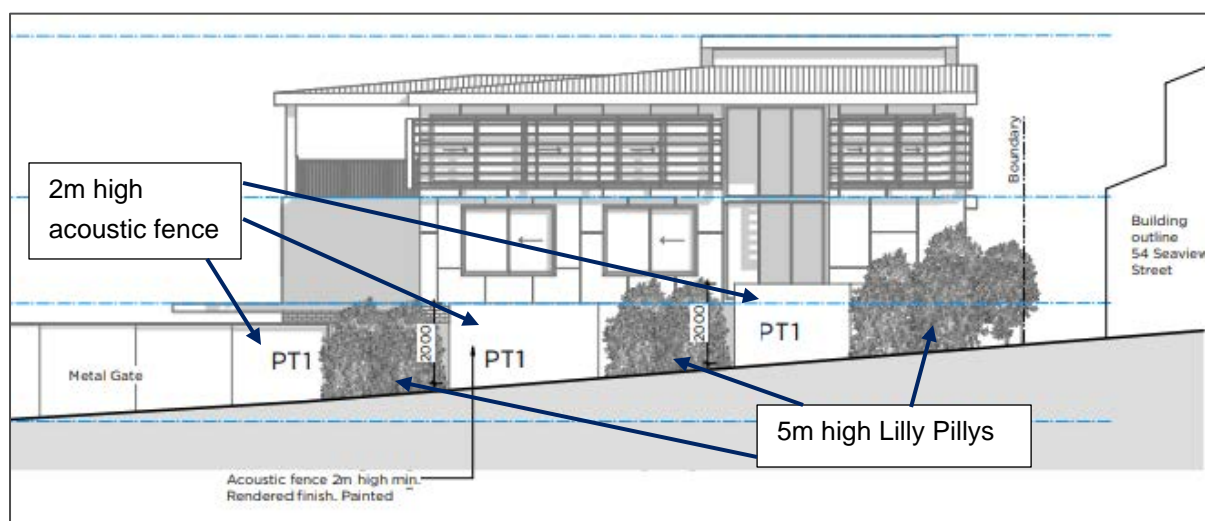 2m high
acoustic fence
Boundary
Building
outline
54 Seaview
Street
PT1
2000
PT1
2000
PT1
Metal Gate
5m high Lilly Pillys
Acoustic fence 2m high min.
Rendered finish. Painted